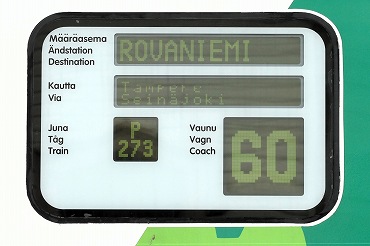 Määräasema
Ändstation
Destination
ROVANIEMI
Kautta
Via
Tampere
Seinäjoki
Juna
Tåg
Train
P
273
Vaunu
Vagn
Coach
60